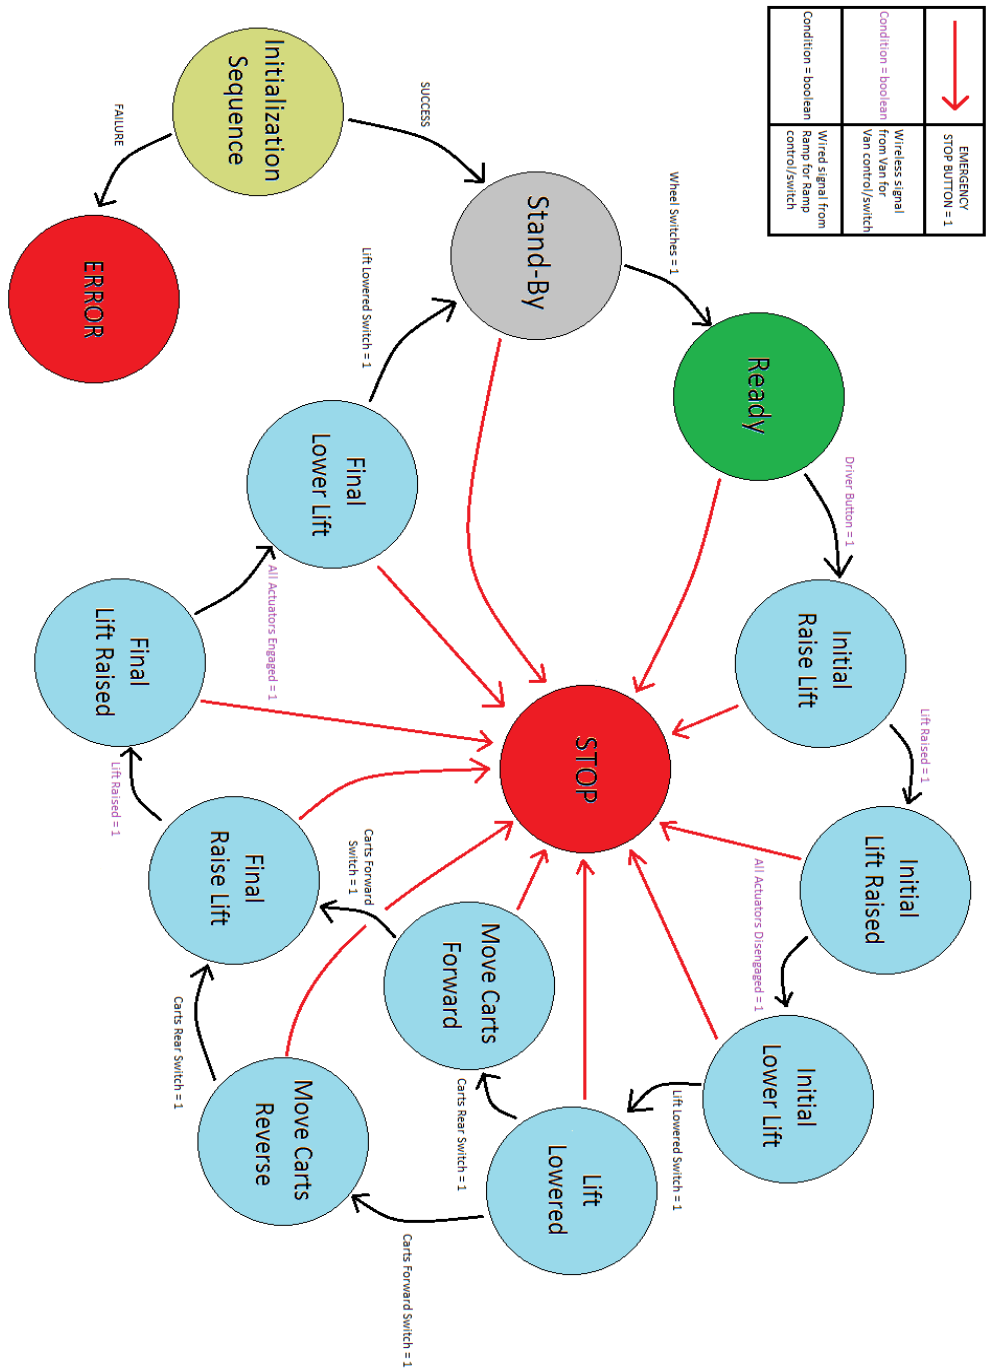 EMERGENCY
STOP BUTTON = 1
Condition = boolean
Wireless signal
from Van for
Van control/switch
Condition = boolean
Wired signal from
Ramp for Ramp
control/switch
Initialization
Sequence
SUCCESS
FAILURE
ERROR
Stand-By
Wheel Switches = 1
Ready
Driver Button = 1
Initial
Raise Lift
Lift Raised = 1
Initial
Lift Raised
All Actuators Disengaged = 1
Initial
Lower Lift
Lift Lowered Switch = 1
Lift
Lowered
Carts Rear Switch = 1
Move Carts
Forward
Carts Forward
Switch = 1
Carts Forward Switch = 1
Move Carts
Reverse
Carts Rear Switch = 1
Final
Raise Lift
Lift Raised = 1
Final
Lift Raised
All Actuators Engaged = 1
Final
Lower Lift
Lift Lowered Switch = 1
STOP